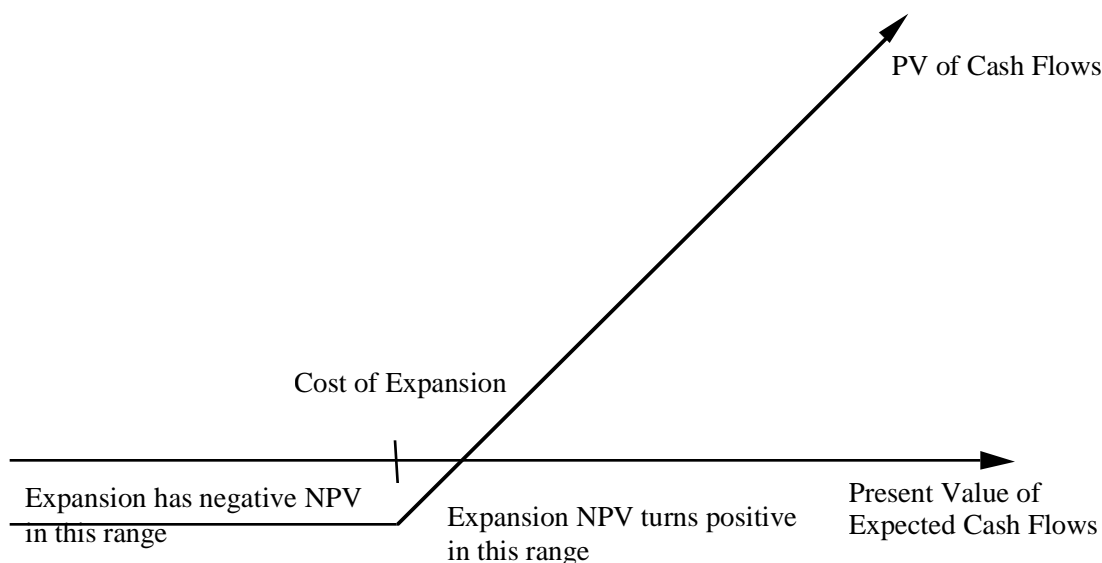 PV of Cash Flows
Cost of Expansion
Expansion has negative NPV
in this range
Expansion NPV turns positive
in this range
Present Value of
Expected Cash Flows